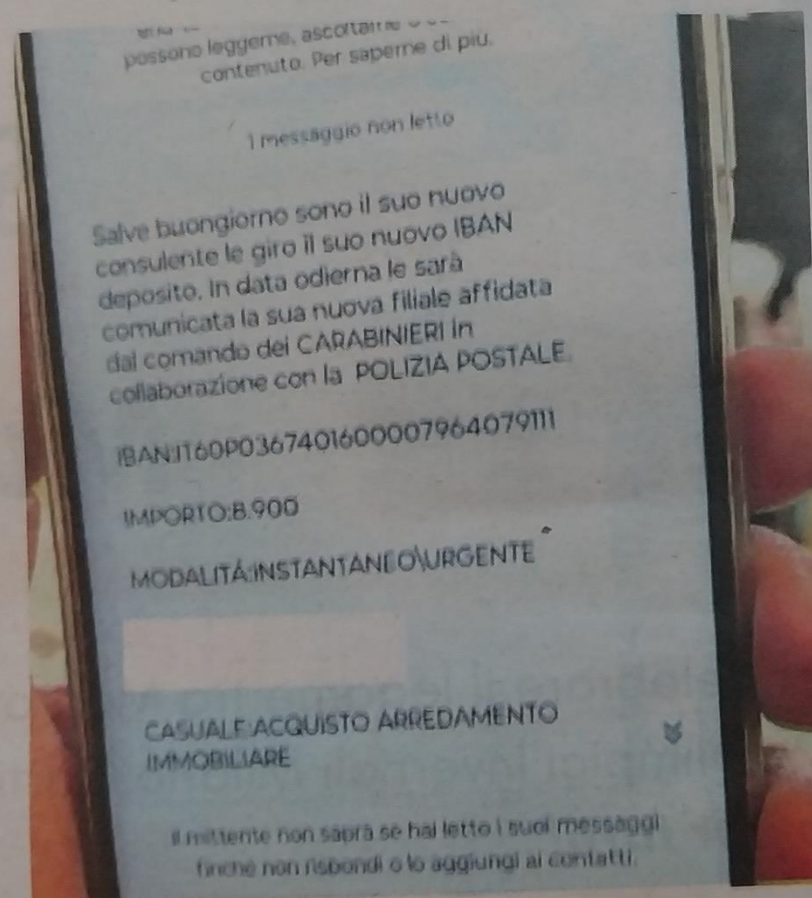 possono leggerne, ascoltarne o
contenuto. Per saperne di più.
1 messaggio non letto
Salve buongiorno sono il suo nuovo
consulente le giro il suo nuovo IBAN
deposito. In data odierna le sarà
comunicata la sua nuova filiale affidata
dal comando dei CARABINIERI in
collaborazione con la POLIZIA POSTALE.
IBAN:IT60P0367401600007964079111
IMPORTO:8.900
MODALITÁ:INSTANTANEO\URGENTE
CASUALE:ACQUISTO ARREDAMENTO
IMMOBILIARE
Il mittente non saprà se hai letto i suoi messaggi
finché non rispondi o lo aggiungi ai contatti.